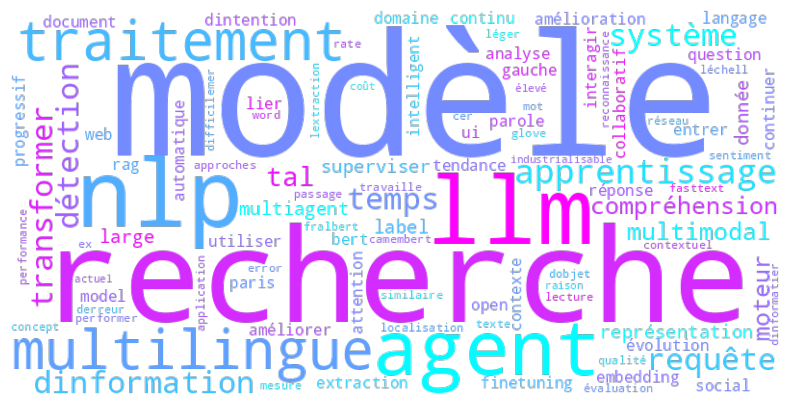 document
dintention
domaine continu
amélioration
langage
traitement
léger
système
rate
modèle
analyse
interagir
reconnaissance
question
gauche
collaboratif
léchell
progressif
détection
difficilemer
lextraction
intelligent
coût
élevé
donnée
continuer
lier
word
mot
parole
réseau
web
automatique
cer
ui
glove
entrer
transformer
rag
approches
superviser
tendance
industrialisable
sentiment
nlp
tal
llm
apprentissage
travaille
passage
temps
réponse
fasttext
multiagent
compréhension
performance
large
fralbert
label
multimodal
utiliser
bert
camembert
contextuel
recherche
ex
error
attention
contexte
dobjet
moteur
dinformatier
actuel
paris
open
raison
model
application
similaire
lecture
derreur
performer
concept
améliorer
localisation
texte
représentation
multilingue
agent
évolution
qualité
requête
dinformation
mesure
extraction
finetuning
embedding
évaluation
social